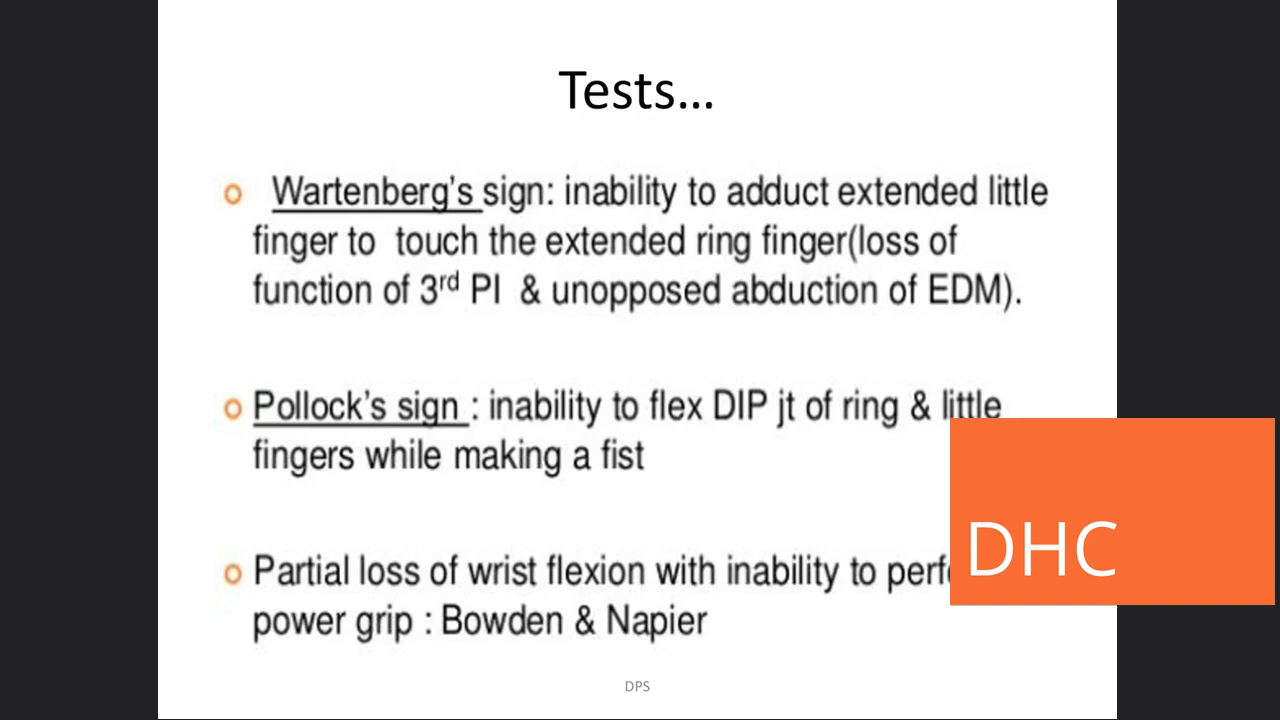 Tests...
o Wartenberg's sign: inability to adduct extended little
finger to touch the extended ring finger(loss of
function of 3rd PI & unopposed abduction of EDM).
o Pollock's sign : inability to flex DIP jt of ring & little
fingers while making a fist
o Partial loss of wrist flexion with inability to
power grip : Bowden & Napier
DHC
DPS